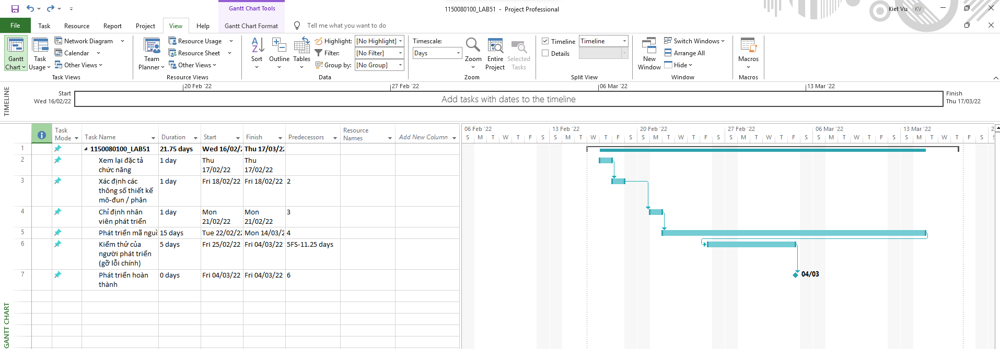 Gantt Chart Tools
1150080100_LAB51 - Project Professional
Kiet Vu KV
File Task Resource Report Project View Help Gantt Chart Format Tell me what you want to do
Gantt Chart
Task Usage
Network Diagram
Calendar
Other Views
Task Views
Team Planner
Resource Usage
Resource Sheet
Other Views
Resource Views
Sort
Outline
Tables
Highlight: [No Highlight]
Filter: [No Filter]
Group by: [No Group]
Data
Timescale:
Days
Zoom
Entire Project
Selected Tasks
Zoom
Timeline Timeline
Details
Split View
New Window
Switch Windows
Arrange All
Hide
Window
Macros
Macros
TIMELINE
20 Feb '22 27 Feb '22 06 Mar '22 13 Mar '22
Start
Wed 16/02/22
Add tasks with dates to the timeline
Finish
Thu 17/03/22
Task Mode Task Name Duration Start Finish Predecessors Resource Names Add New Column
06 Feb '22 13 Feb '22 20 Feb '22 27 Feb '22 06 Mar '22 13 Mar '22 2
S M T W T F S S M T W T F S S M T W T F S S M T W T F S S M T W T F S S M T W T F S S
1 1150080100_LAB51 21.75 days Wed 16/02/2 Thu 17/03/22
2 Xem lại đặc tả chức năng 1 day Thu 17/02/22 Thu 17/02/22
3 Xác định các thông số thiết kế mô-đun / phân 1 day Fri 18/02/22 Fri 18/02/22 2
4 Chỉ định nhân viên phát triển 1 day Mon 21/02/22 Mon 21/02/22 3
5 Phát triển mã nguồ 15 days Tue 22/02/22 Mon 14/03/2 4
6 Kiểm thử của người phát triển (gỡ lỗi chính) 5 days Fri 25/02/22 Fri 04/03/22 5FS-11.25 days
7 Phát triển hoàn thành 0 days Fri 04/03/22 Fri 04/03/22 6
04/03
GANTT CHART